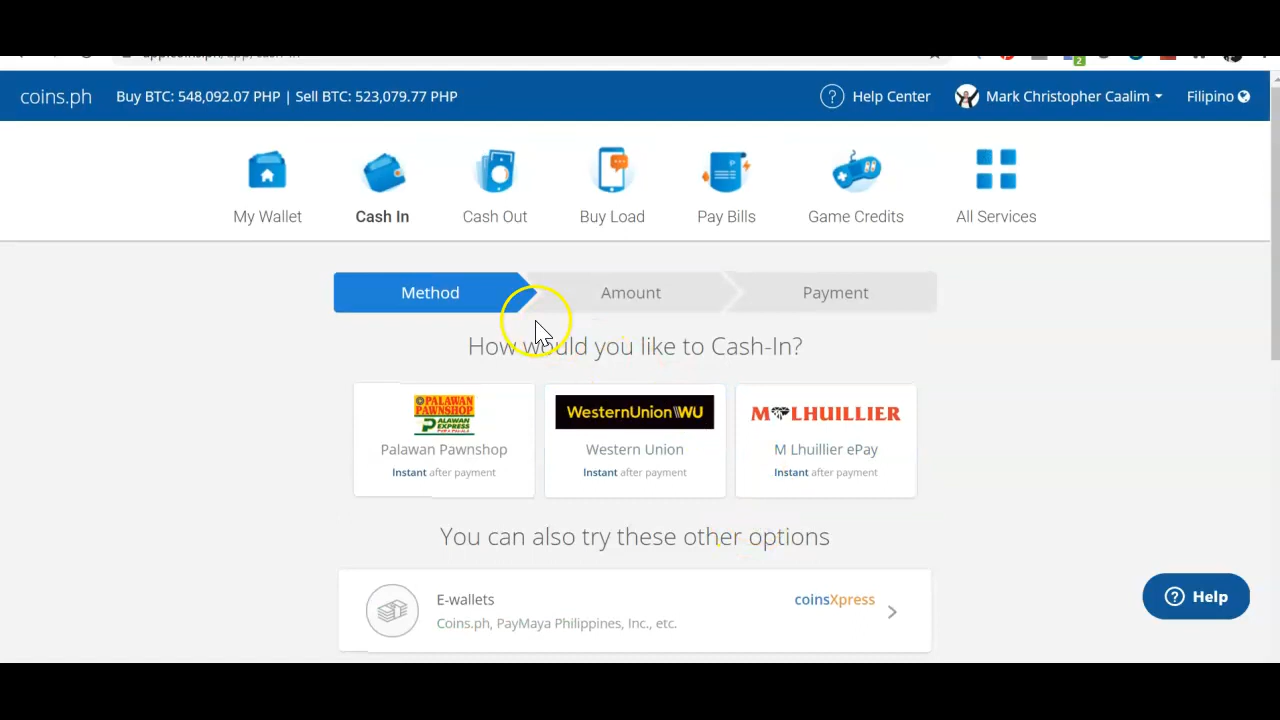 2
coins.ph Buy BTC: 548,092.07 PHP | Sell BTC: 523,079.77 PHP ? Help Center Mark Christopher Caalim Filipino
My Wallet Cash In Cash Out Buy Load Pay Bills Game Credits All Services
Method Amount Payment
How would you like to Cash-In?
PALAWAN PAWNSHOP PALAWAN EXPRESS
WesternUnion WU
MLHUILLIER
Palawan Pawnshop Western Union M Lhuillier ePay
Instant after payment Instant after payment Instant after payment
You can also try these other options
E-wallets coinsXpress
Coins.ph, PayMaya Philippines, Inc., etc.
? Help